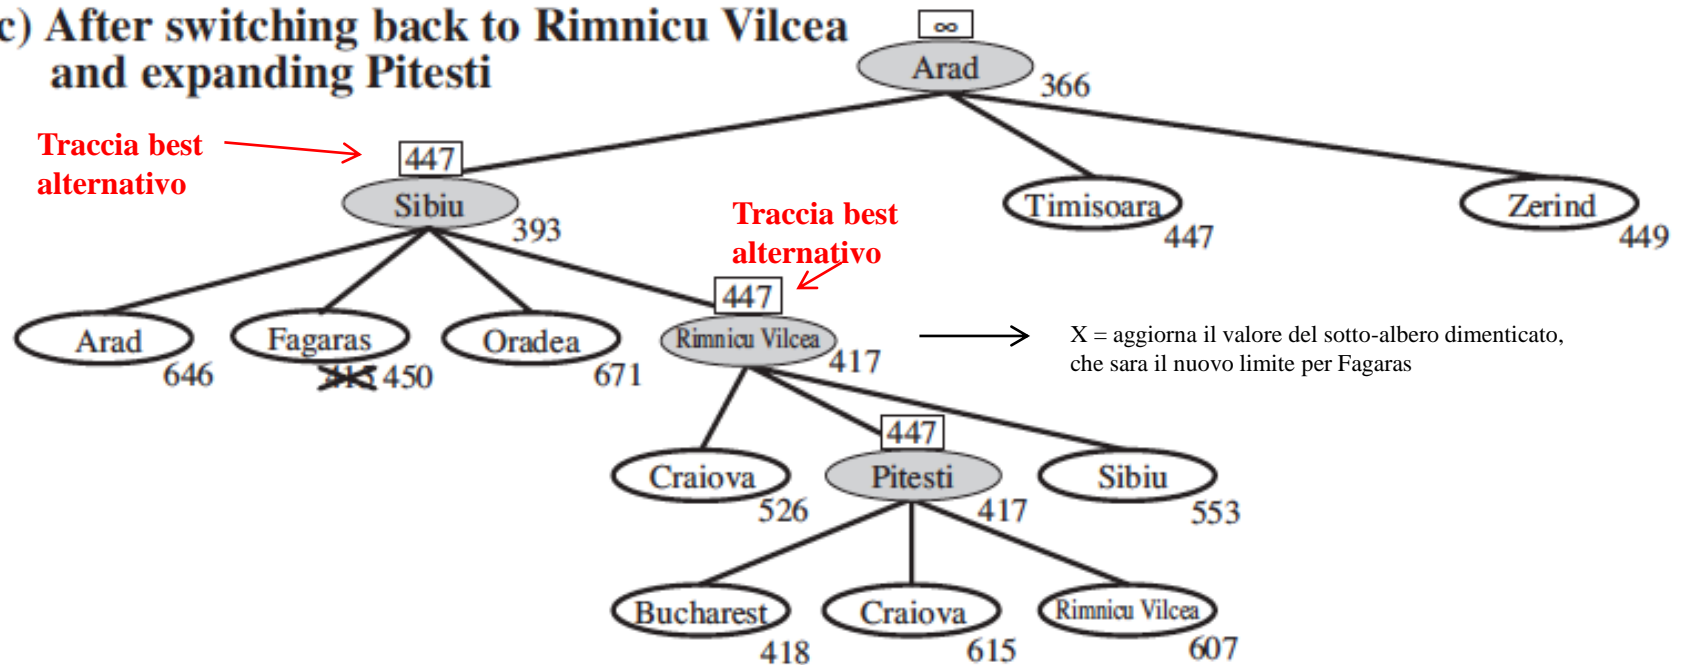 c) After switching back to Rimnicu Vilcea
and expanding Pitesti
∞
Arad
366
Traccia best
alternativo
447
Sibiu
393
Timisoara
447
Zerind
449
Traccia best
alternativo
447
Arad
646
Fagaras
413 450
Oradea
671
Rimnicu Vilcea
417
X = aggiorna il valore del sotto-albero dimenticato,
che sara il nuovo limite per Fagaras
447
Craiova
526
Pitesti
417
Sibiu
553
Bucharest
418
Craiova
615
Rimnicu Vilcea
607